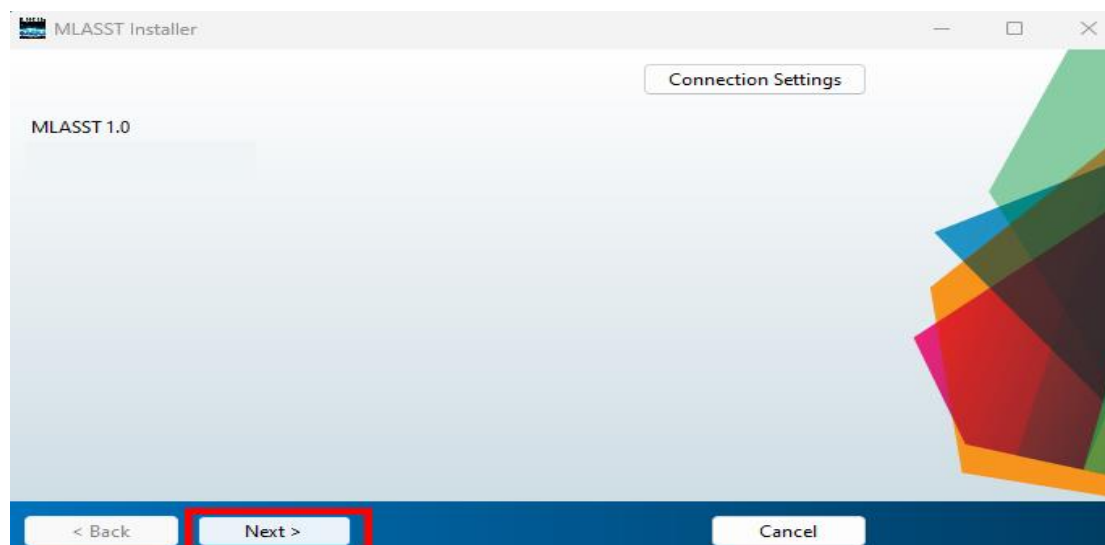 MLASST Installer
Connection Settings
MLASST 1.0
< Back
Next >
Cancel